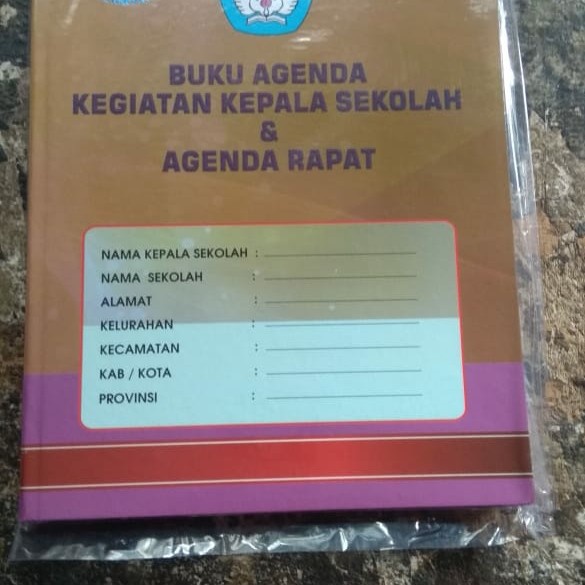 BUKU AGENDA
KEGIATAN KEPALA SEKOLAH
&
AGENDA RAPAT
NAMA KEPALA SEKOLAH :
NAMA SEKOLAH :
ALAMAT :
KELURAHAN :
KECAMATAN :
KAB / KOTA :
PROVINSI :